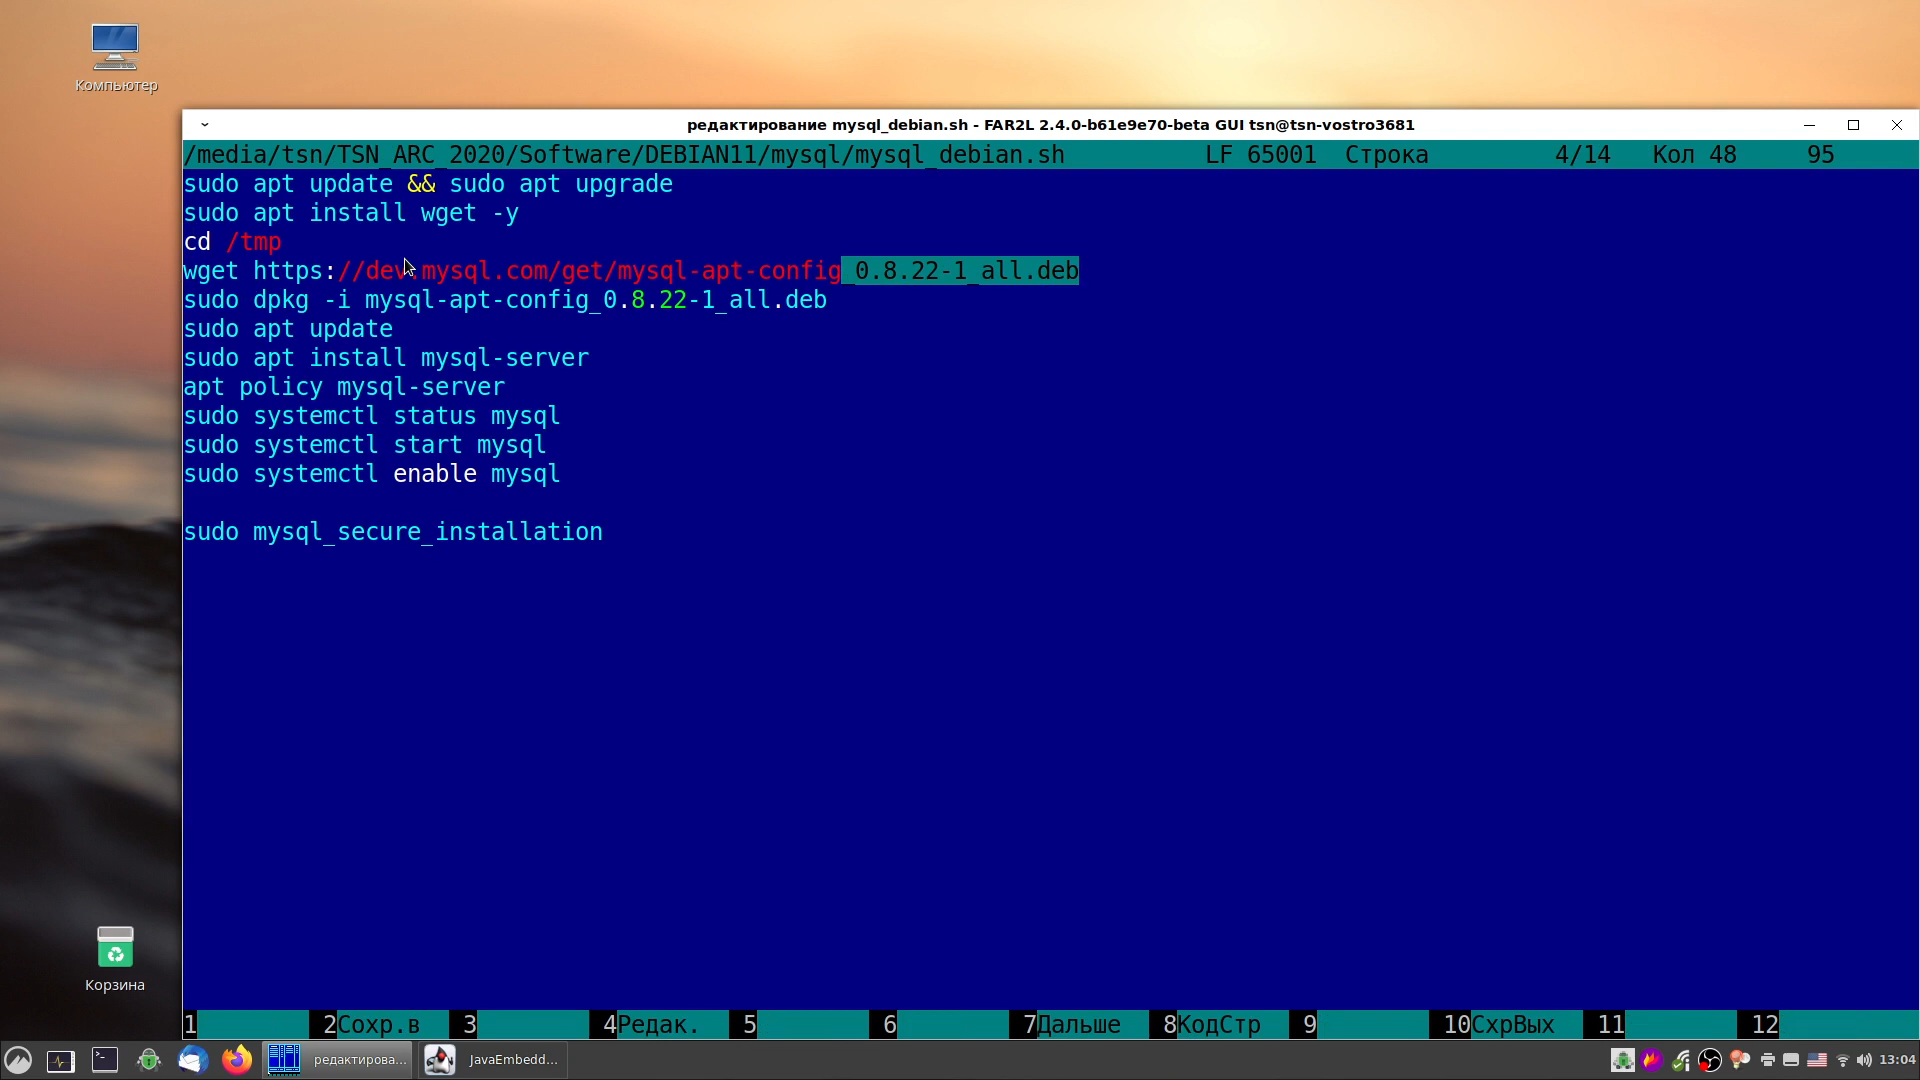 Компьютер
редактирование mysql_debian.sh - FAR2L 2.4.0-b61e9e70-beta GUI tsn@tsn-vostro3681
/media/tsn/TSN_ARC_2020/Software/DEBIAN11/mysql/mysql_debian.sh LF 65001 Строка 4/14 Кол 48 95
sudo apt update && sudo apt upgrade
sudo apt install wget -y
cd /tmp
wget https://dev.mysql.com/get/mysql-apt-config_0.8.22-1_all.deb
sudo dpkg -i mysql-apt-config_0.8.22-1_all.deb
sudo apt update
sudo apt install mysql-server
apt policy mysql-server
sudo systemctl status mysql
sudo systemctl start mysql
sudo systemctl enable mysql
sudo mysql_secure_installation
Корзина
1 2Сохр.в 3 4Редак. 5 6 7Дальше 8КодСтр 9 10СхрВых 11 12
редактирова... JavaEmbedd... 13:04